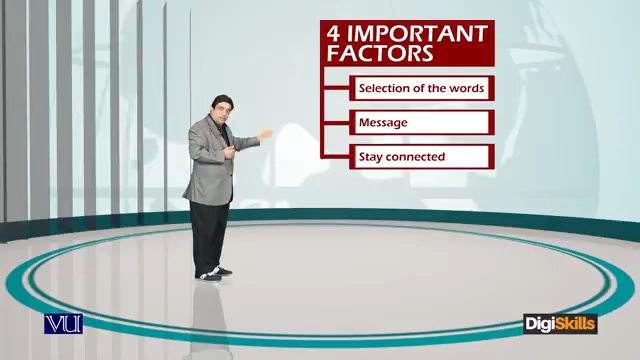 4 IMPORTANT
FACTORS
Selection of the words
Message
Stay connected
VU
DigiSkills